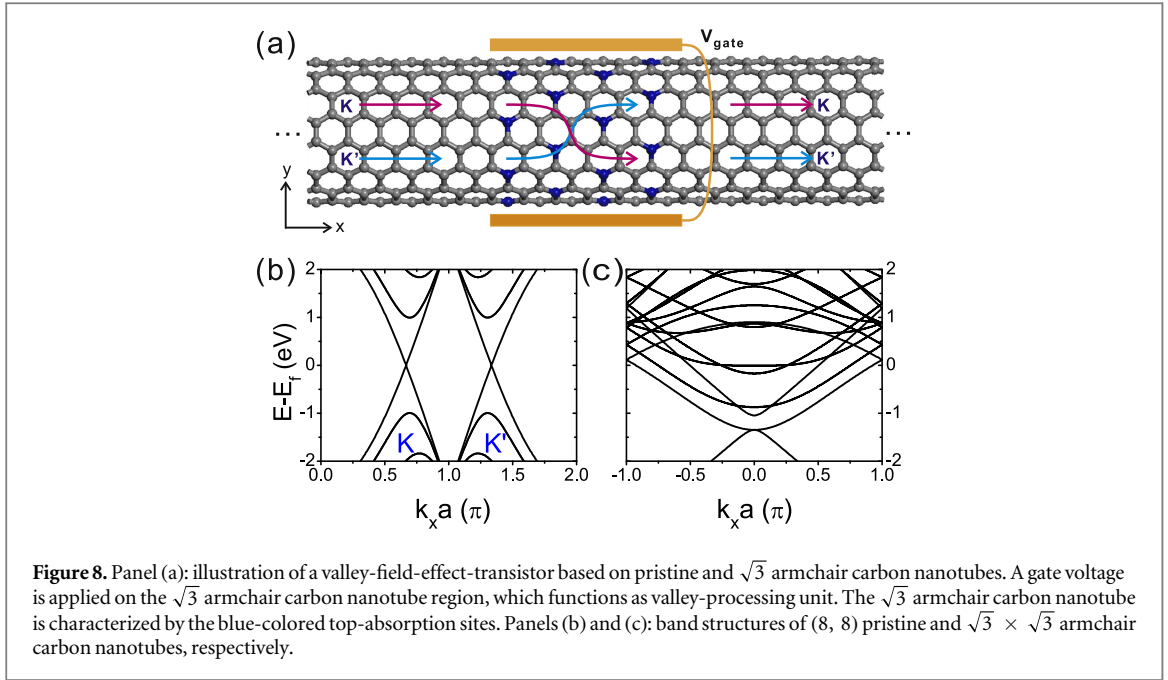 (a)
V_gate
K
K
...
...
K'
K'
y
x
(b)
(c)
2
1
0
-1
-2
E-E_f (eV)
K
K'
0.0 0.5 1.0 1.5 2.0
k_x a (π)
2
1
0
-1
-2
-1.0 -0.5 0.0 0.5 1.0
k_x a (π)
Figure 8. Panel (a): illustration of a valley-field-effect-transistor based on pristine and √3 armchair carbon nanotubes. A gate voltage
is applied on the √3 armchair carbon nanotube region, which functions as valley-processing unit. The √3 armchair carbon nanotube
is characterized by the blue-colored top-absorption sites. Panels (b) and (c): band structures of (8, 8) pristine and √3 × √3 armchair
carbon nanotubes, respectively.